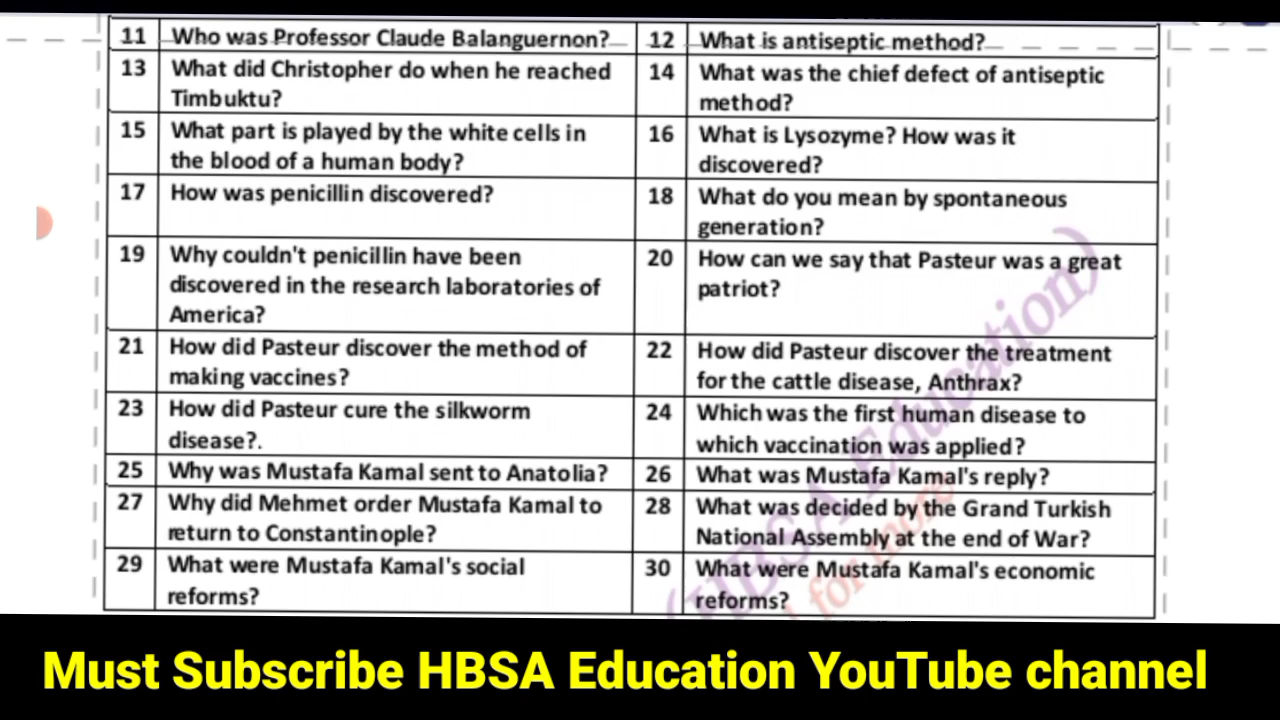 11 Who was Professor Claude Balanguernon? 12 What is antiseptic method?
13 What did Christopher do when he reached
Timbuktu?
14 What was the chief defect of antiseptic
method?
15 What part is played by the white cells in
the blood of a human body?
16 What is Lysozyme? How was it
discovered?
17 How was penicillin discovered?
18 What do you mean by spontaneous
generation?
19 Why couldn't penicillin have been
discovered in the research laboratories of
America?
20 How can we say that Pasteur was a great
patriot?
21 How did Pasteur discover the method of
making vaccines?
22 How did Pasteur discover the treatment
for the cattle disease, Anthrax?
23 How did Pasteur cure the silkworm
disease?.
24 Which was the first human disease to
which vaccination was applied?
25 Why was Mustafa Kamal sent to Anatolia? 26 What was Mustafa Kamal's reply?
27 Why did Mehmet order Mustafa Kamal to
return to Constantinople?
28 What was decided by the Grand Turkish
National Assembly at the end of War?
29 What were Mustafa Kamal's social
reforms?
30 What were Mustafa Kamal's economic
reforms?
(HBSA Education)
for more
Must Subscribe HBSA Education YouTube channel